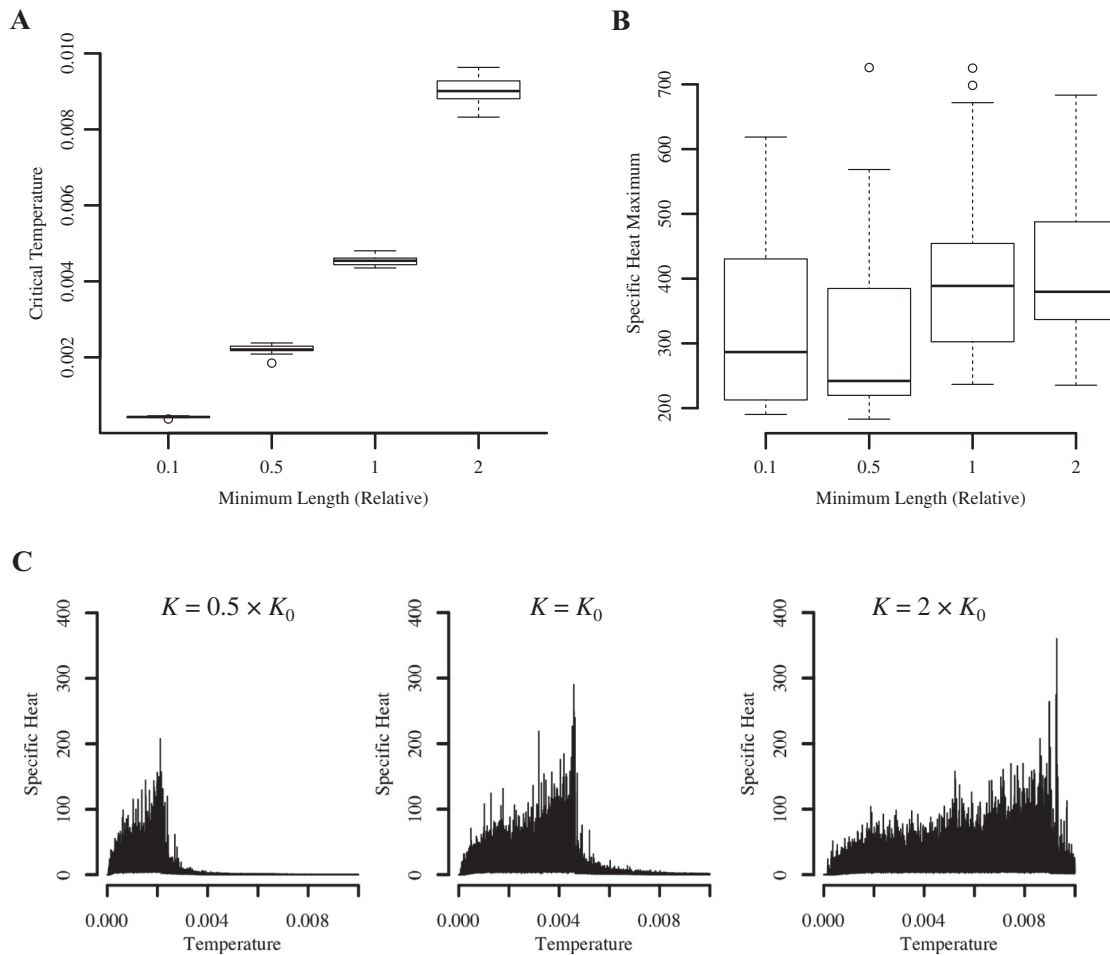 A
Critical Temperature
0.010
0.008
0.006
0.004
0.002
0.1 0.5 1 2
Minimum Length (Relative)
B
Specific Heat Maximum
700
600
500
400
300
200
0.1 0.5 1 2
Minimum Length (Relative)
C
K = 0.5 × K₀
Specific Heat
400
300
200
100
0
0.000 0.004 0.008
Temperature
K = K₀
Specific Heat
400
300
200
100
0
0.000 0.004 0.008
Temperature
K = 2 × K₀
Specific Heat
400
300
200
100
0
0.000 0.004 0.008
Temperature